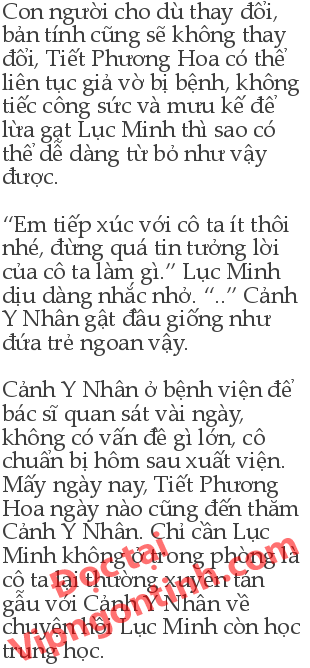 Con người cho dù thay đổi,
bản tính cũng sẽ không thay
đổi, Tiết Phương Hoa có thể
liên tục giả vờ bị bệnh, không
tiếc công sức và mưu kế để
lừa gạt Lục Minh thì sao có
thể dễ dàng từ bỏ như vậy
được.
“Em tiếp xúc với cô ta ít thôi
nhé, đừng quá tin tưởng lời
của cô ta làm gì.” Lục Minh
dịu dàng nhắc nhở. “..” Cảnh
Y Nhân gật đầu giống như
đứa trẻ ngoan vậy.
Cảnh Y Nhân ở bệnh viện để
bác sĩ quan sát vài ngày,
không có vấn đề gì lớn, cô
chuẩn bị hôm sau xuất viện.
Mấy ngày nay, Tiết Phương
Hoa ngày nào cũng đến thăm
Cảnh Y Nhân. Chỉ cần Lục
Minh không ở trong phòng là
cô ta lại thường xuyên tán
gẫu với Cảnh Y Nhân về
chuyện hồi Lục Minh còn học
trung học.
Đọc tại
Vipngontinh.com